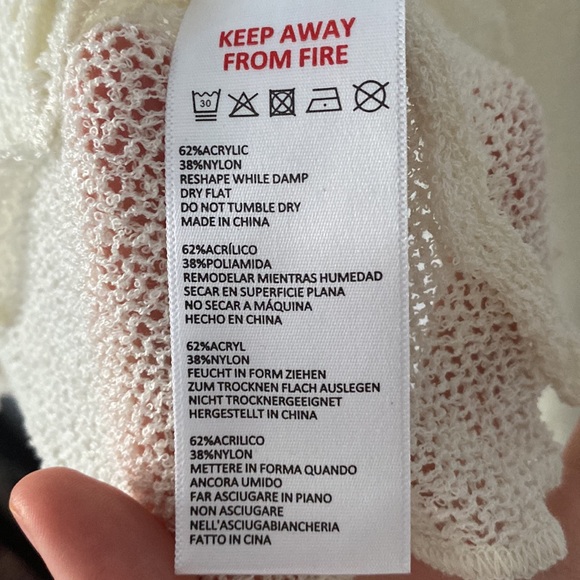 KEEP AWAY
FROM FIRE
30
62%ACRYLIC
38%NYLON
RESHAPE WHILE DAMP
DRY FLAT
DO NOT TUMBLE DRY
MADE IN CHINA
62%ACRÍLICO
38%POLIAMIDA
REMODELAR MIENTRAS HUMEDAD
SECAR EN SUPERFICIE PLANA
NO SECAR A MÁQUINA
HECHO EN CHINA
62%ACRYL
38%NYLON
FEUCHT IN FORM ZIEHEN
ZUM TROCKNEN FLACH AUSLEGEN
NICHT TROCKNERGEEIGNET
HERGESTELLT IN CHINA
62%ACRILICO
38%NYLON
METTERE IN FORMA QUANDO
ANCORA UMIDO
FAR ASCIUGARE IN PIANO
NON ASCIUGARE
NELL'ASCIUGABIANCHERIA
FATTO IN CINA